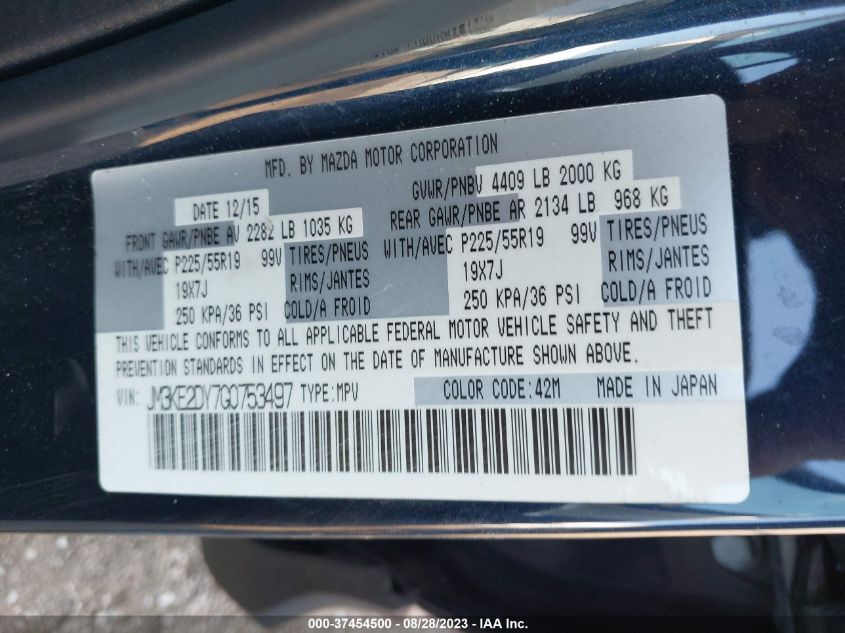 MFD. BY MAZDA MOTOR CORPORATION
DATE 12/15 GVWR/PNBV 4409 LB 2000 KG
FRONT GAWR/PNBE AV 2282 LB 1035 KG REAR GAWR/PNBE AR 2134 LB 968 KG
WITH/AVEC P225/55R19 99V TIRES/PNEUS WITH/AVEC P225/55R19 99V TIRES/PNEUS
19X7J RIMS/JANTES 19X7J RIMS/JANTES
250 KPA/36 PSI COLD/A FROID 250 KPA/36 PSI COLD/A FROID
THIS VEHICLE CONFORMS TO ALL APPLICABLE FEDERAL MOTOR VEHICLE SAFETY AND THEFT
PREVENTION STANDARDS IN EFFECT ON THE DATE OF MANUFACTURE SHOWN ABOVE.
VIN: JM3KE2DY7G0753497 TYPE:MPV COLOR CODE:42M MADE IN JAPAN
000-37454500 - 08/28/2023 - IAA Inc.